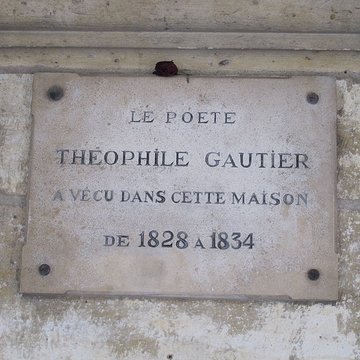 LE POETE
THÉOPHILE GAUTIER
A VÉCU DANS CETTE MAISON
DE 1828 A 1834